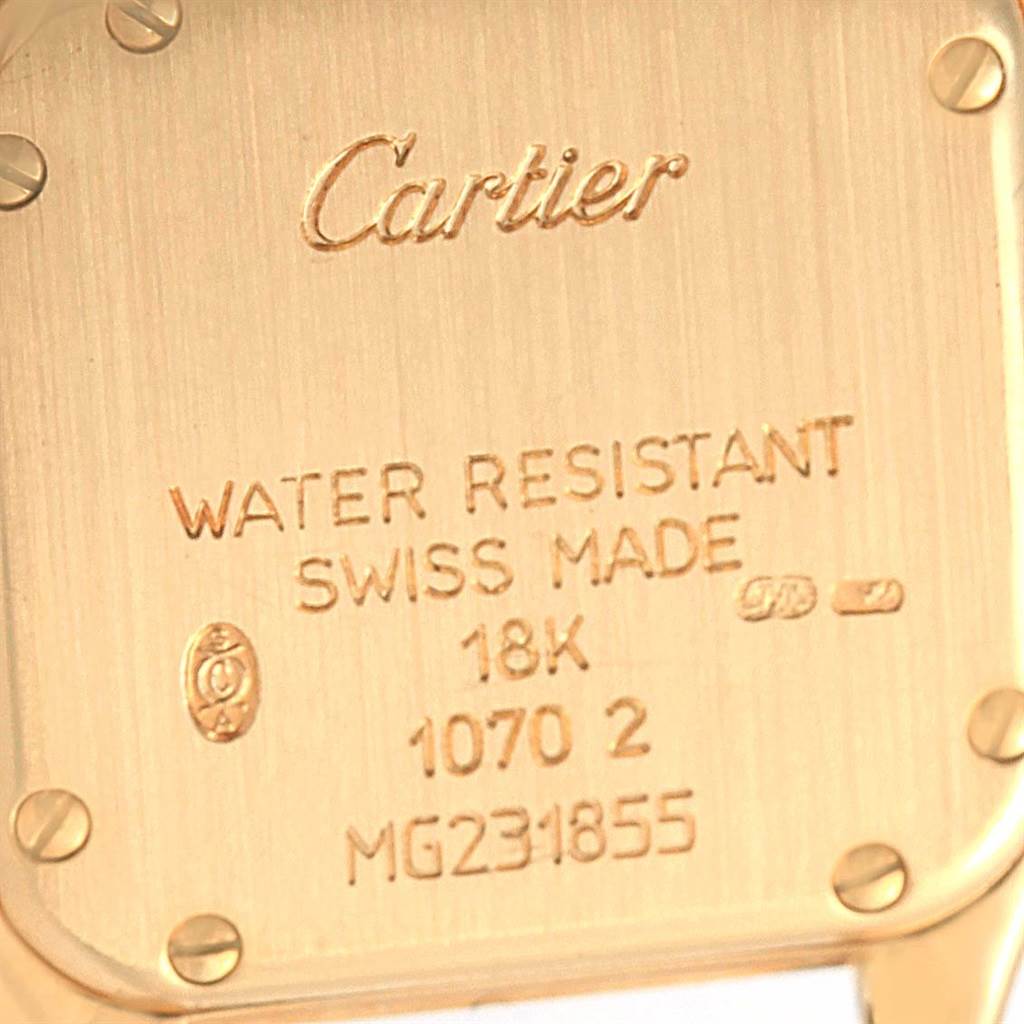 Cartier
WATER RESISTANT
SWISS MADE
18K
1070 2
MG231855